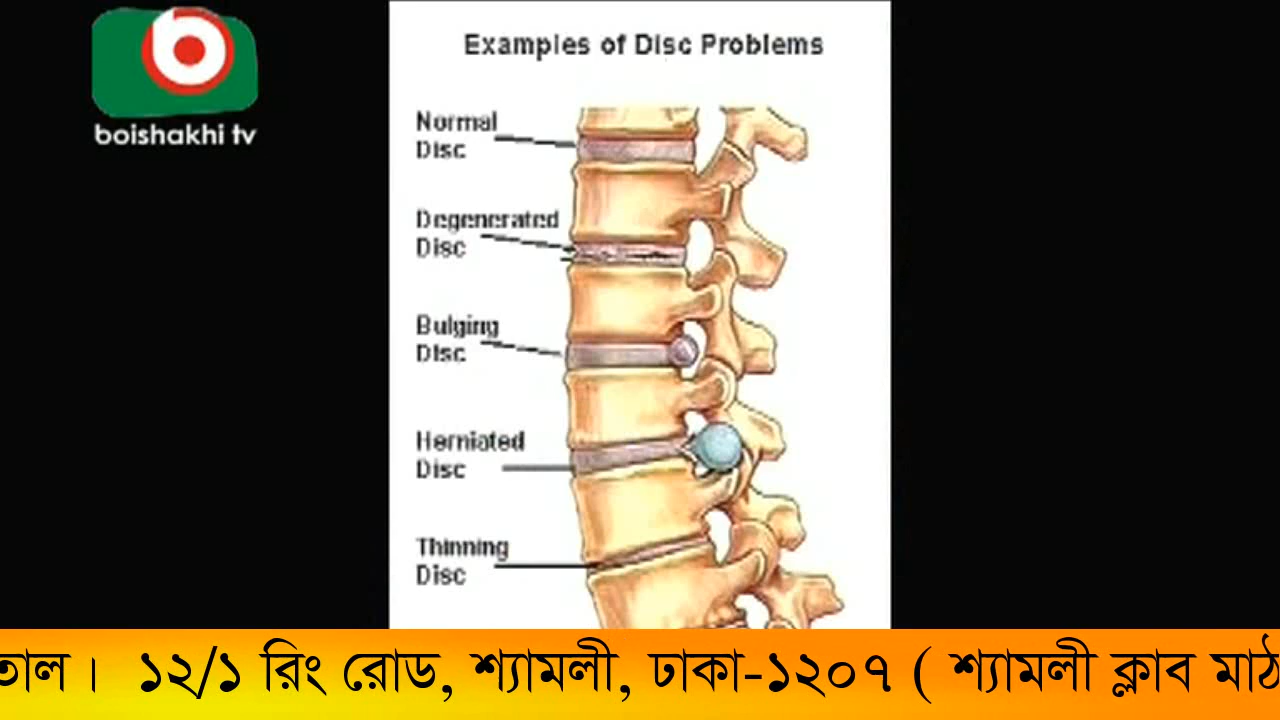 boishakhi tv
Examples of Disc Problems
Normal
Disc
Degenerated
Disc
Bulging
Disc
Herniated
Disc
Thinning
Disc
তাল। ১২/১ রিং রোড, শ্যামলী, ঢাকা-১২০৭ ( শ্যামলী ক্লাব মাঠ